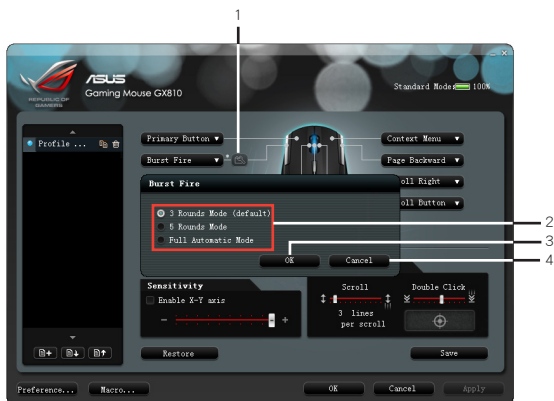 1
ASUS
Gaming Mouse GX810
REPUBLIC OF
GAMERS
Standard Mode: 100%
Profile ...
Primary Button
Context Menu
Burst Fire
Page Backward
oll Right
oll Button
Burst Fire
3 Rounds Mode (default)
5 Rounds Mode
Full Automatic Mode
2
3
OK
Cancel
4
Sensitivity
Enable X-Y axis
Scroll
Double Click
3 lines
per scroll
Restore
Save
Preference...
Macro...
OK
Cancel
Apply